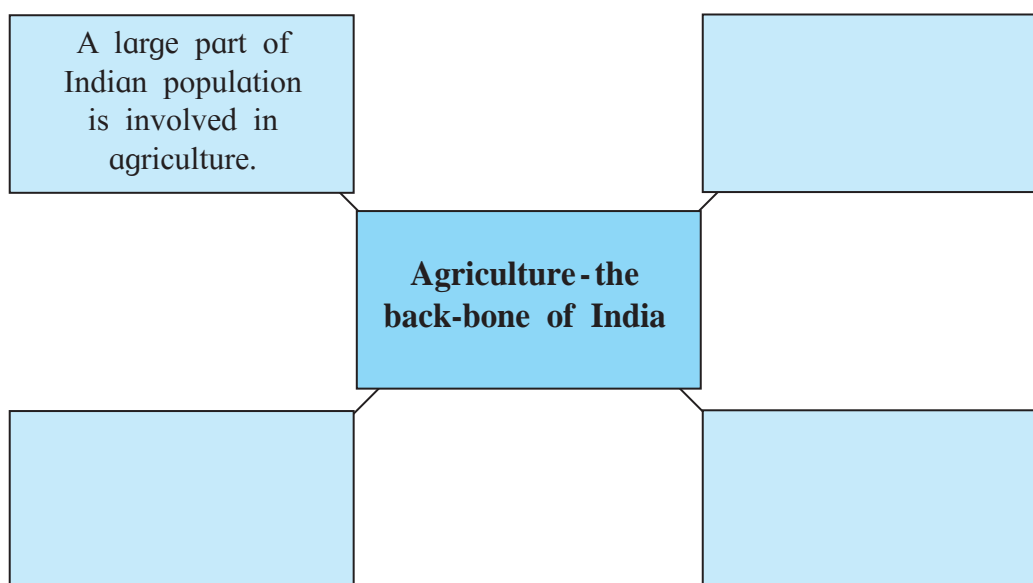 A large part of
Indian population
is involved in
agriculture.
Agriculture - the
back-bone of India